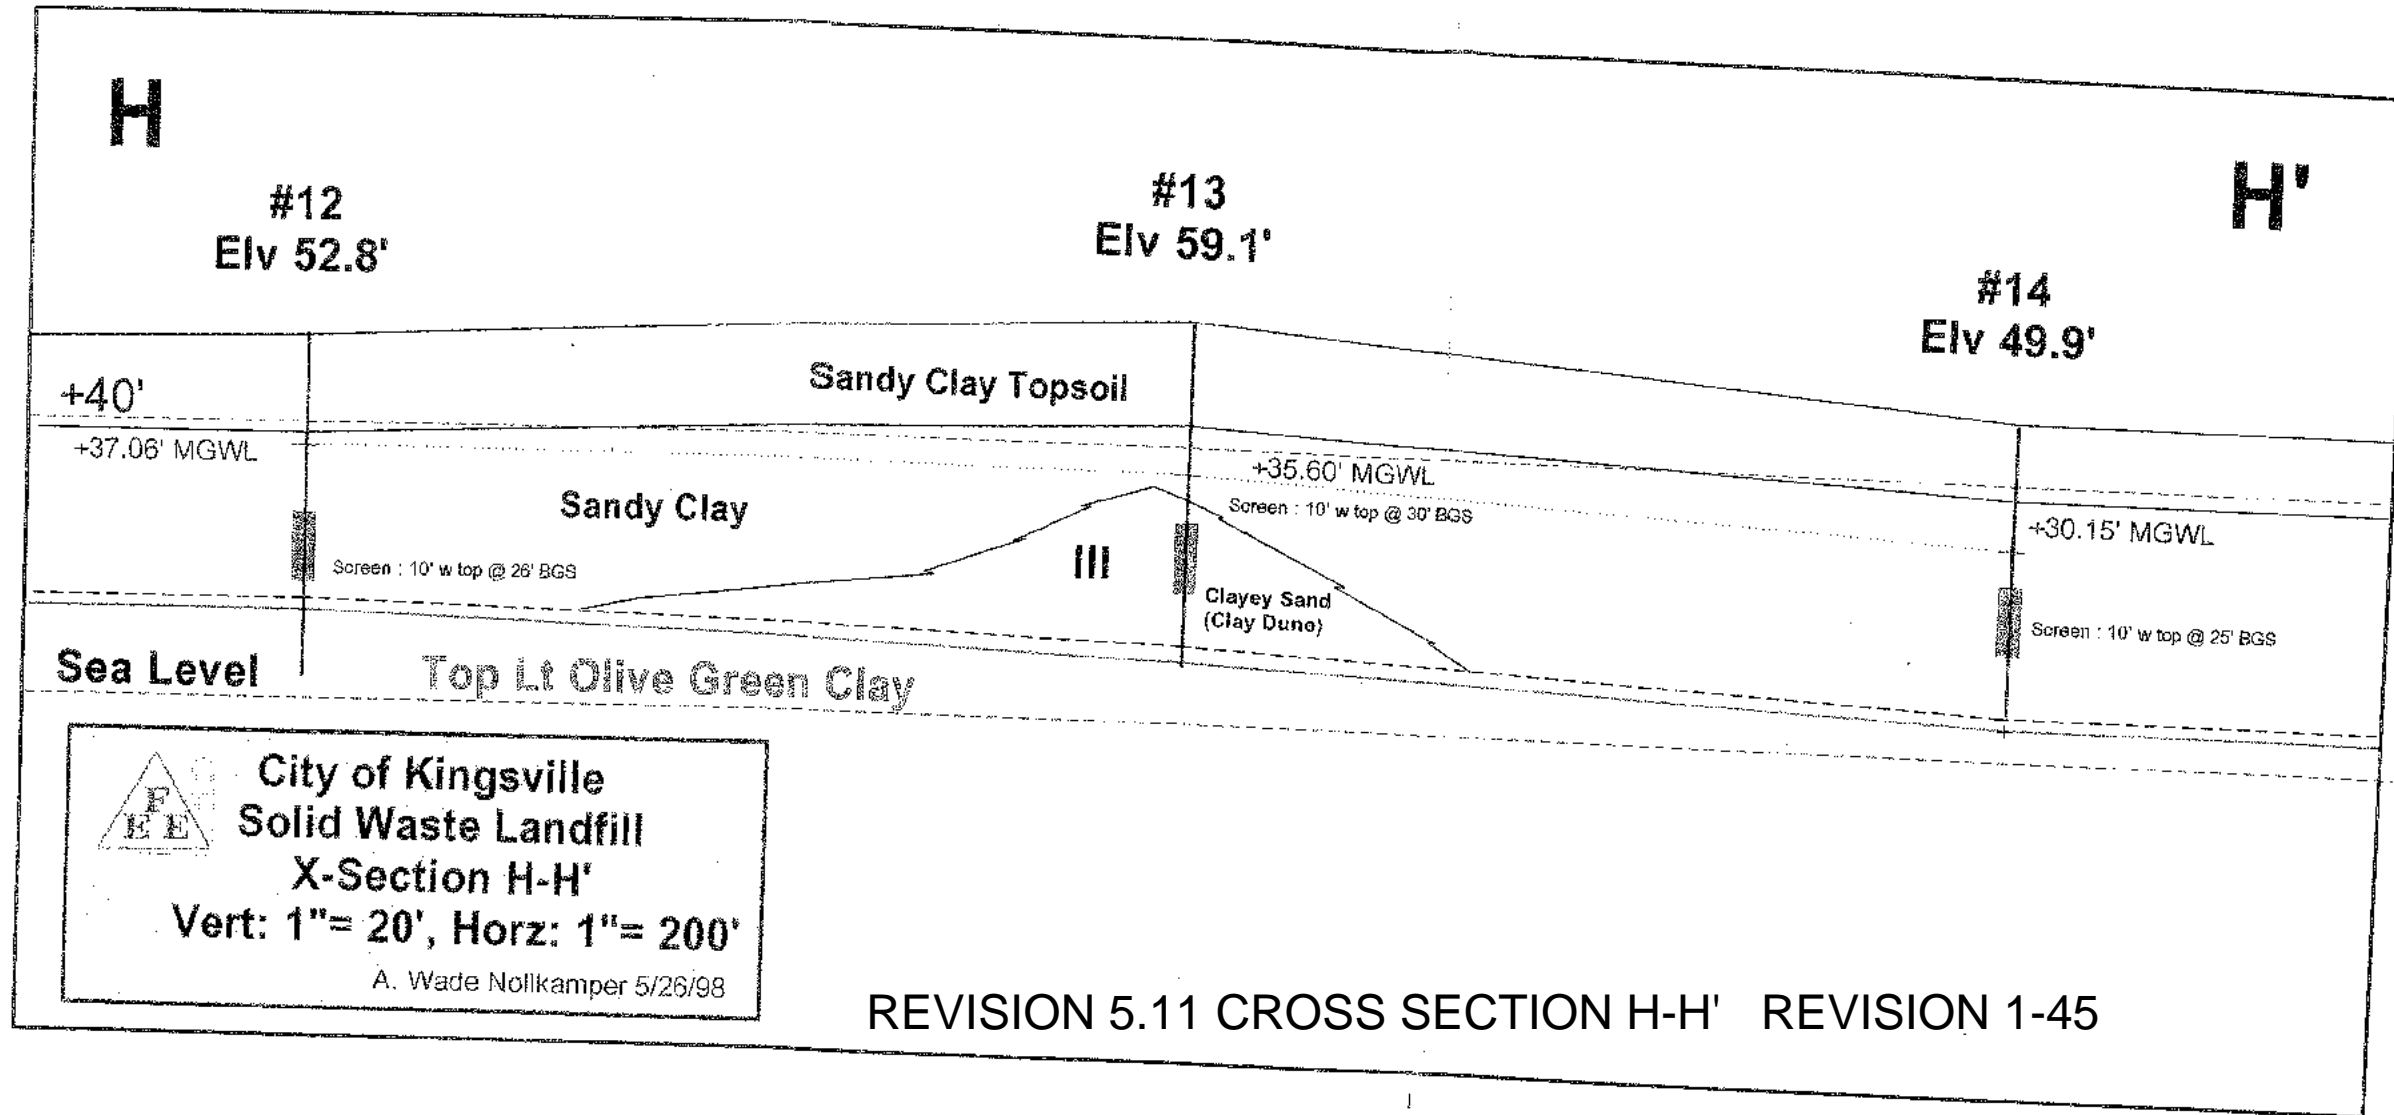 H
H'
#12
Elv 52.8'
#13
Elv 59.1'
#14
Elv 49.9'
Sandy Clay Topsoil
+40'
+37.06' MGWL
+35.60' MGWL
Screen : 10' w top @ 30' BGS
Sandy Clay
+30.15' MGWL
III
Screen : 10' w top @ 26' BGS
Clayey Sand
(Clay Dune)
Screen : 10' w top @ 25' BGS
Sea Level
Top Lt Olive Green Clay
F
E E
City of Kingsville
Solid Waste Landfill
X-Section H-H'
Vert: 1"= 20', Horz: 1"= 200'
A. Wade Nollkamper 5/26/98
REVISION 5.11 CROSS SECTION H-H' REVISION 1-45